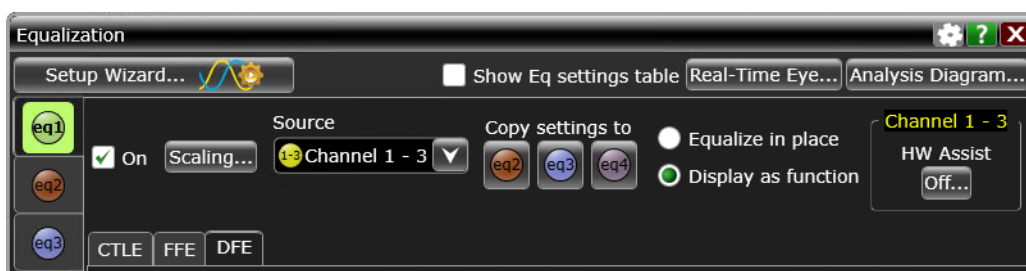 Equalization ?  X
Setup Wizard... Show Eq settings table Real-Time Eye... Analysis Diagram...
eq1
On Scaling...
Source
1-3 Channel 1 - 3
Copy settings to
eq2 eq3 eq4
Equalize in place
Display as function
Channel 1 - 3
HW Assist
Off...
eq2
eq3
CTLE FFE DFE